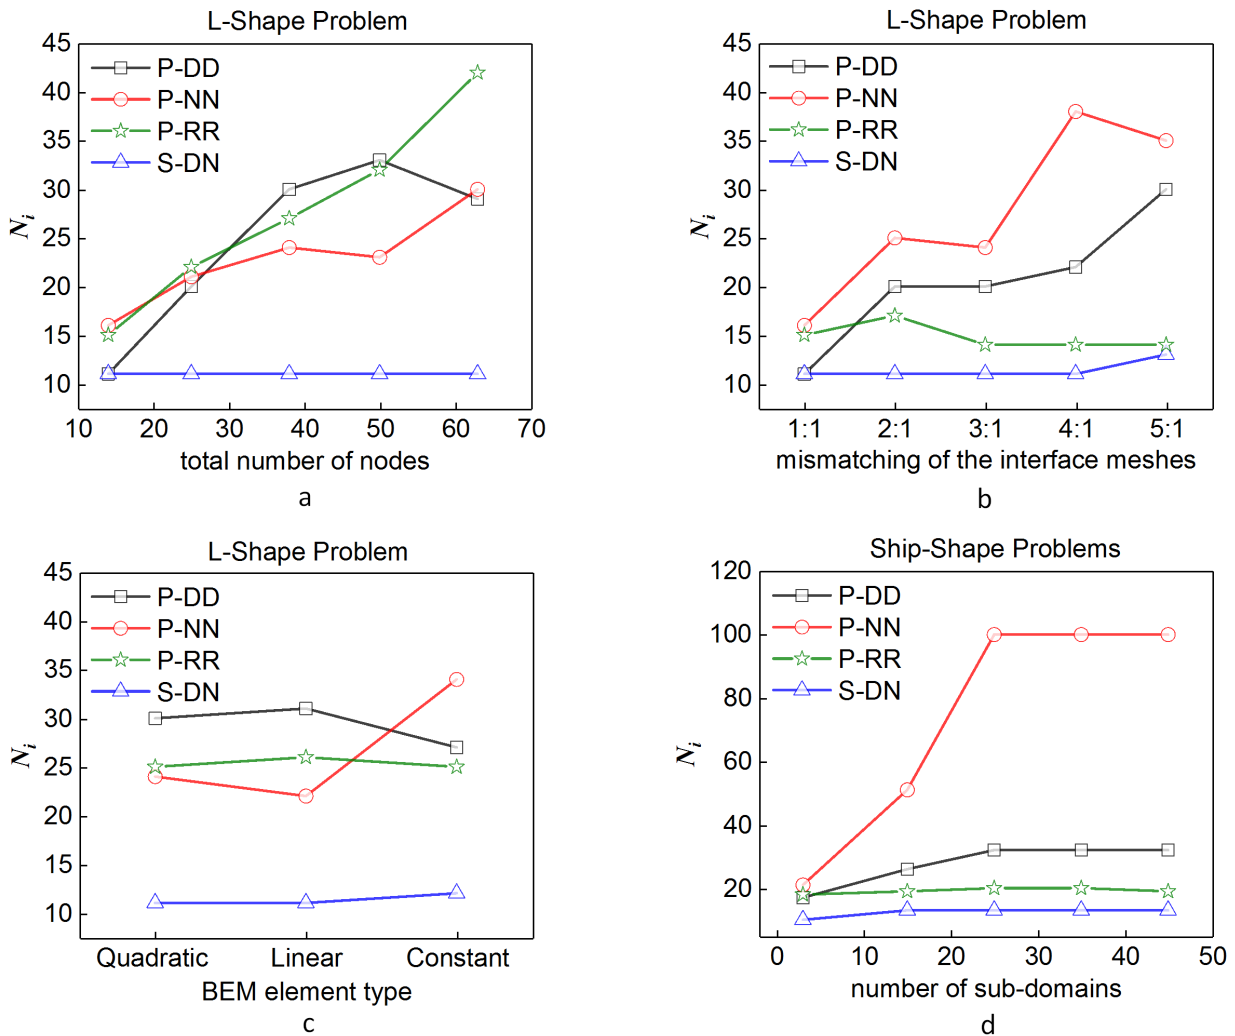 L-Shape Problem
45
40
35
30
25
20
15
10
P-DD
P-NN
P-RR
S-DN
N_i
10 20 30 40 50 60 70
total number of nodes
a
L-Shape Problem
45
40
35
30
25
20
15
10
P-DD
P-NN
P-RR
S-DN
N_i
1:1 2:1 3:1 4:1 5:1
mismatching of the interface meshes
b
L-Shape Problem
45
40
35
30
25
20
15
10
P-DD
P-NN
P-RR
S-DN
N_i
Quadratic Linear Constant
BEM element type
c
Ship-Shape Problems
120
100
80
60
40
20
P-DD
P-NN
P-RR
S-DN
N_i
0 10 20 30 40 50
number of sub-domains
d